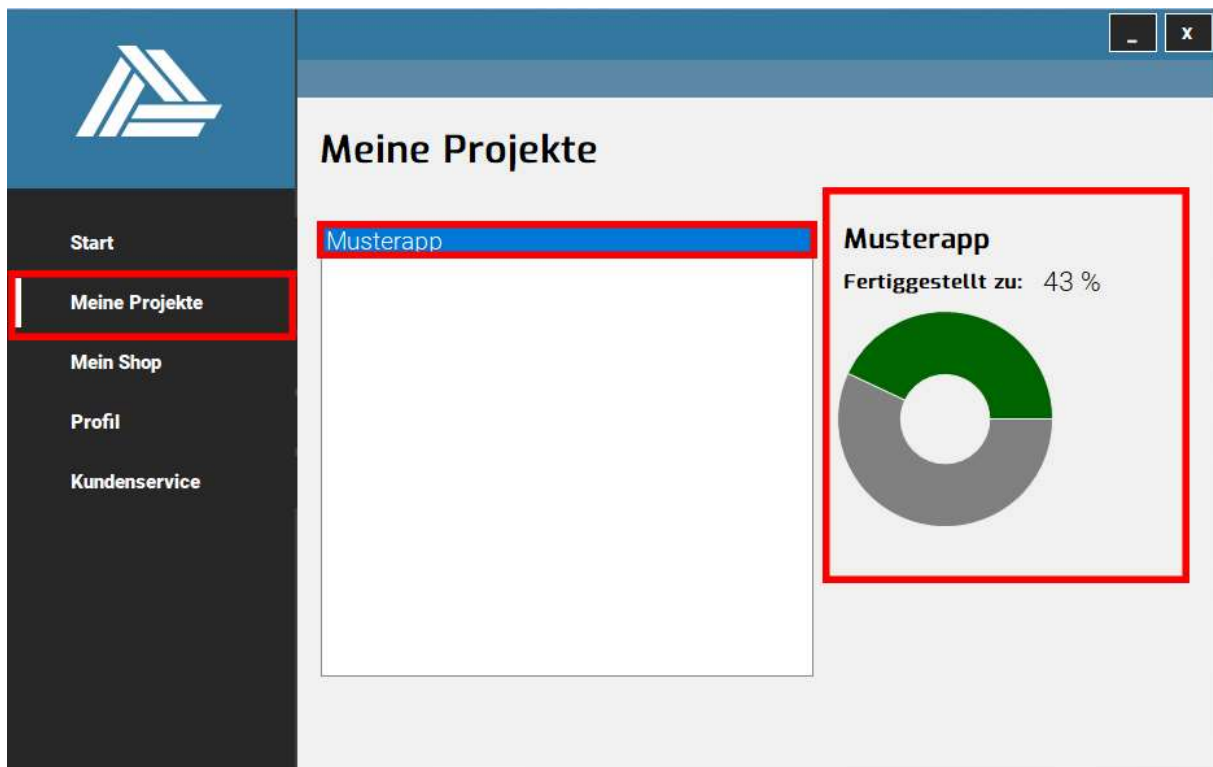 _ X
Meine Projekte
Start
Meine Projekte
Mein Shop
Profil
Kundenservice
Musterapp
Musterapp
Fertiggestellt zu: 43 %